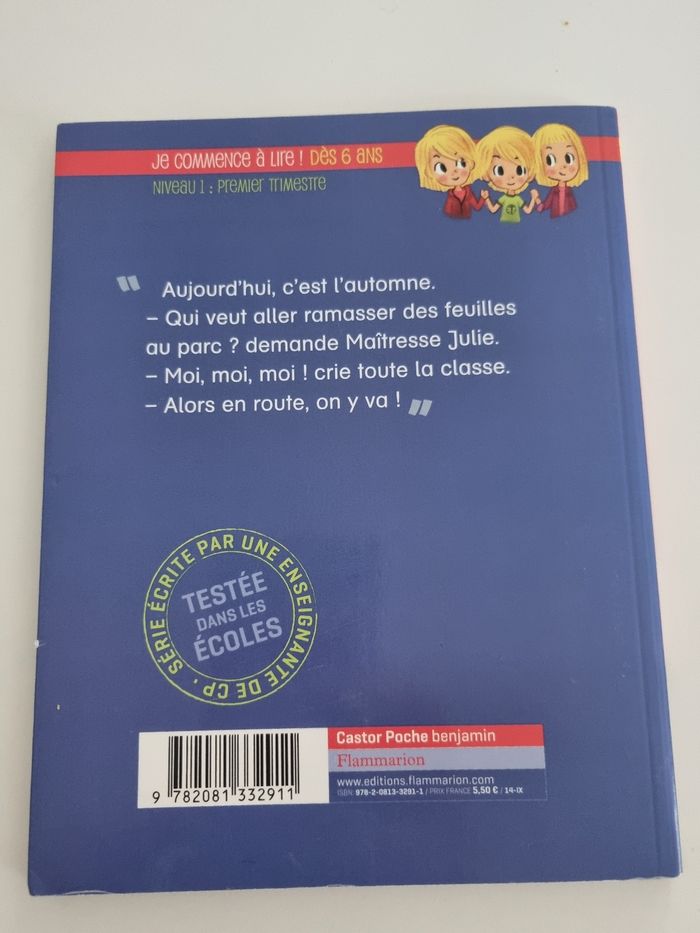 JE COMMENCE À LIRE ! DÈS 6 ANS
NIVEAU 1 : PREMIER TRIMESTRE
" Aujourd'hui, c'est l'automne.
– Qui veut aller ramasser des feuilles
au parc ? demande Maîtresse Julie.
– Moi, moi, moi ! crie toute la classe.
– Alors en route, on y va ! "
SÉRIE ÉCRITE PAR UNE ENSEIGNANTE DE CP •
TESTÉE
DANS LES
ÉCOLES
Castor Poche benjamin
Flammarion
www.editions.flammarion.com
ISBN: 978-2-0813-3291-1 / PRIX FRANCE 5,50 € / 14-IX
9 782081 332911